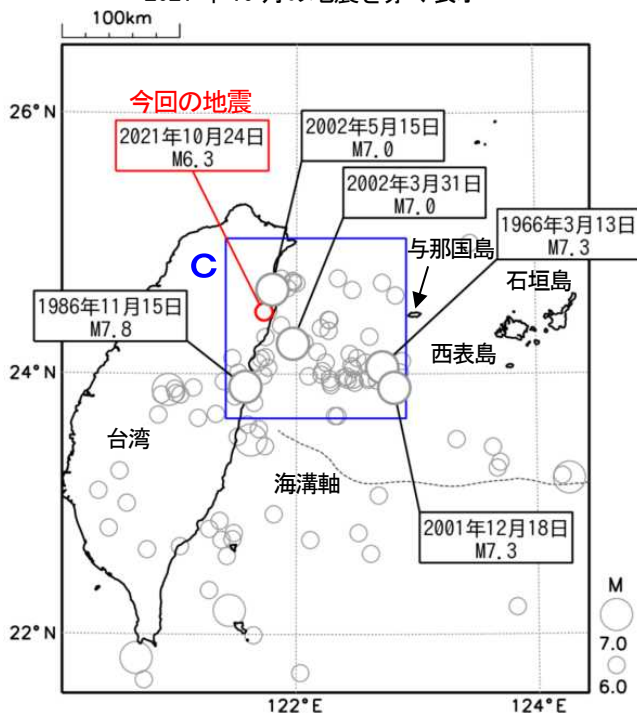 100km
26°N
今回の地震
2021年10月24日
M6.3
2002年5月15日
M7.0
2002年3月31日
M7.0
1966年3月13日
M7.3
C
与那国島
石垣島
1986年11月15日
M7.8
西表島
24°N
台湾
海溝軸
2001年12月18日
M7.3
M
7.0
6.0
22°N
122°E
124°E